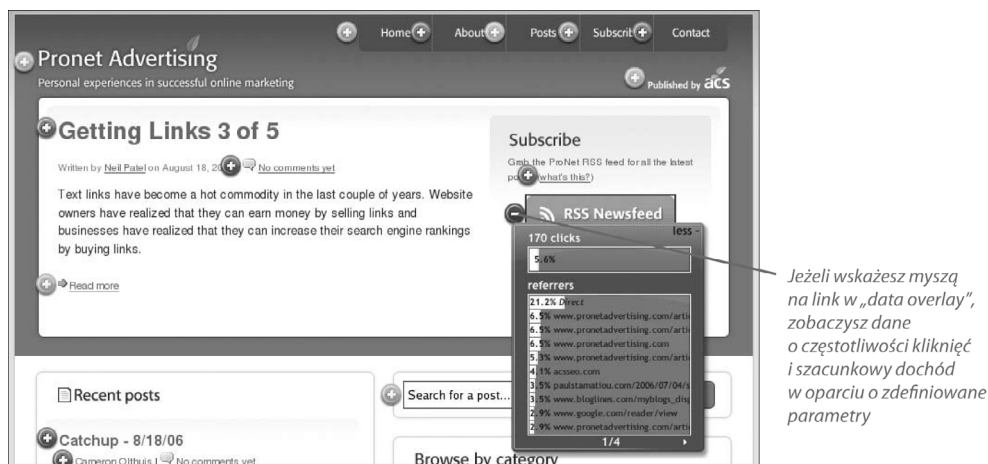 Home About Posts Subscrib Contact
Pronet Advertising
Personal experiences in successful online marketing
Published by acs
Getting Links 3 of 5
Written by Neil Patel on August 18, 20 No comments yet
Text links have become a hot commodity in the last couple of years. Website
owners have realized that they can earn money by selling links and
businesses have realized that they can increase their search engine rankings
by buying links.
Read more
Subscribe
Grab the ProNet RSS feed for all the latest
(what's this?)
RSS Newsfeed
less -
170 clicks
5.6%
referrers
21.2% Direct
6.5% www.pronetadvertising.com/arti
6.5% www.pronetadvertising.com/arti
6.5% www.pronetadvertising.com
5.3% www.pronetadvertising.com/arti
4.1% acsseo.com
3.5% paulstamatiou.com/2006/07/04/s
3.5% www.bloglines.com/myblogs_disp
2.9% www.google.com/reader/view
2.9% www.pronetadvertising.com/arti
1/4
Recent posts
Catchup - 8/18/06
Cameron Olthuis | No comments yet
Search for a post...
Browse by category
Jeżeli wskażesz myszą
na link w „data overlay”,
zobaczysz dane
o częstotliwości kliknięć
i szacunkowy dochód
w oparciu o zdefiniowane
parametry